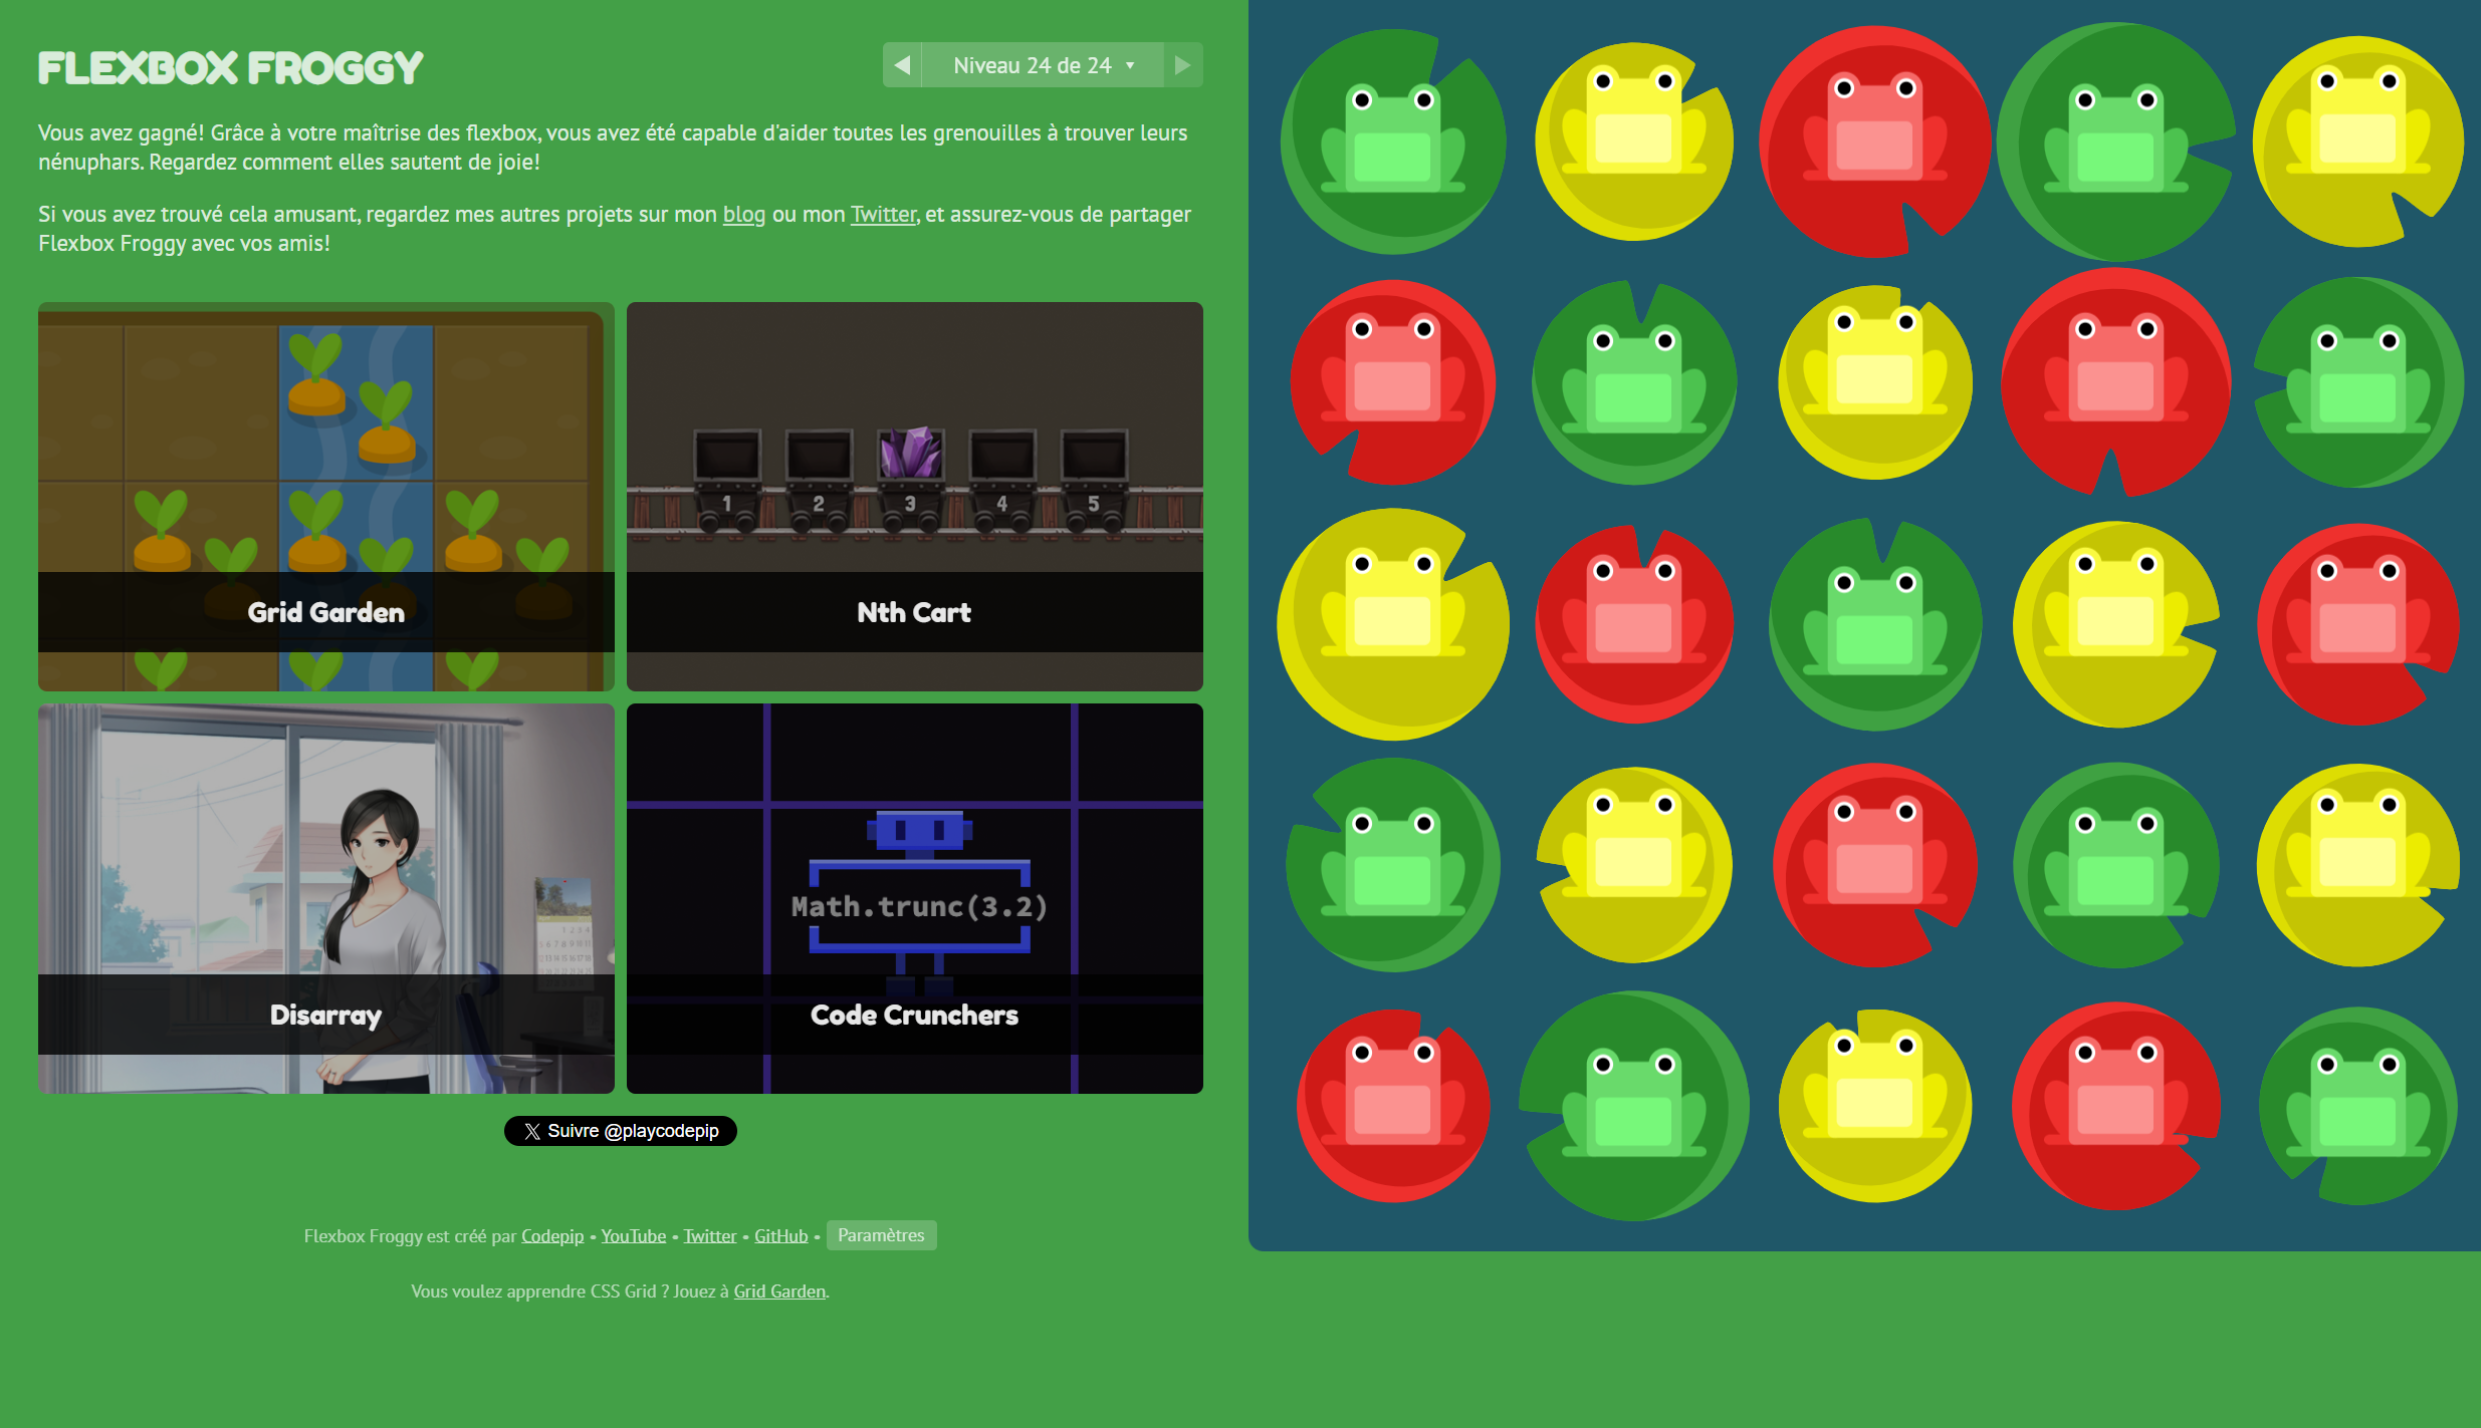 FLEXBOX FROGGY
Niveau 24 de 24
Vous avez gagné! Grâce à votre maîtrise des flexbox, vous avez été capable d'aider toutes les grenouilles à trouver leurs
nénuphars. Regardez comment elles sautent de joie!
Si vous avez trouvé cela amusant, regardez mes autres projets sur mon blog ou mon Twitter, et assurez-vous de partager
Flexbox Froggy avec vos amis!
Grid Garden
1 2 3 4 5
Nth Cart
Disarray
Math.trunc(3.2)
Code Crunchers
Suivre @playcodepip
Flexbox Froggy est créé par Codepip • YouTube • Twitter • GitHub • Paramètres
Vous voulez apprendre CSS Grid ? Jouez à Grid Garden.